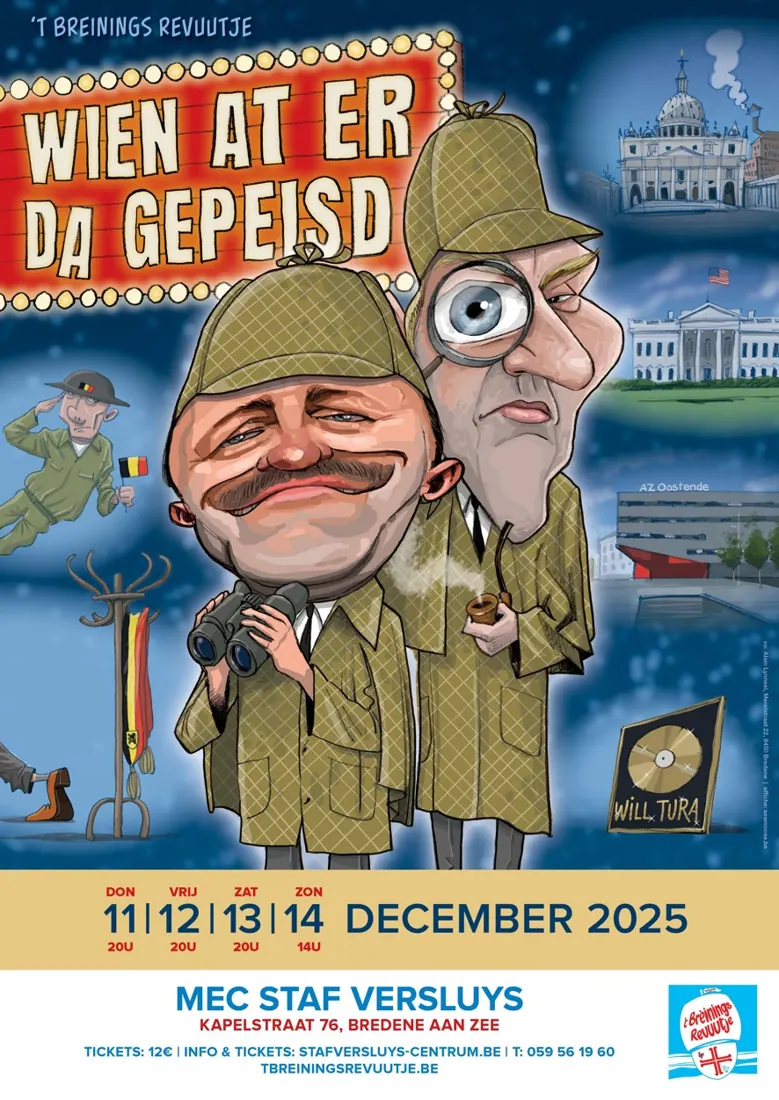 'T BREININGS REVUUTJE
WIEN AT ER
DA GEPEISD
AZ Oostende
WILL TURA
DON VRIJ ZAT ZON
11 | 12 | 13 | 14 DECEMBER 2025
20U 20U 20U 14U
MEC STAF VERSLUYS
KAPELSTRAAT 76, BREDENE AAN ZEE
TICKETS: 12€ | INFO & TICKETS: STAFVERSLUYS-CENTRUM.BE | T: 059 56 19 60
TBREININGSREVUUTJE.BE
't Breinings
Revuutje